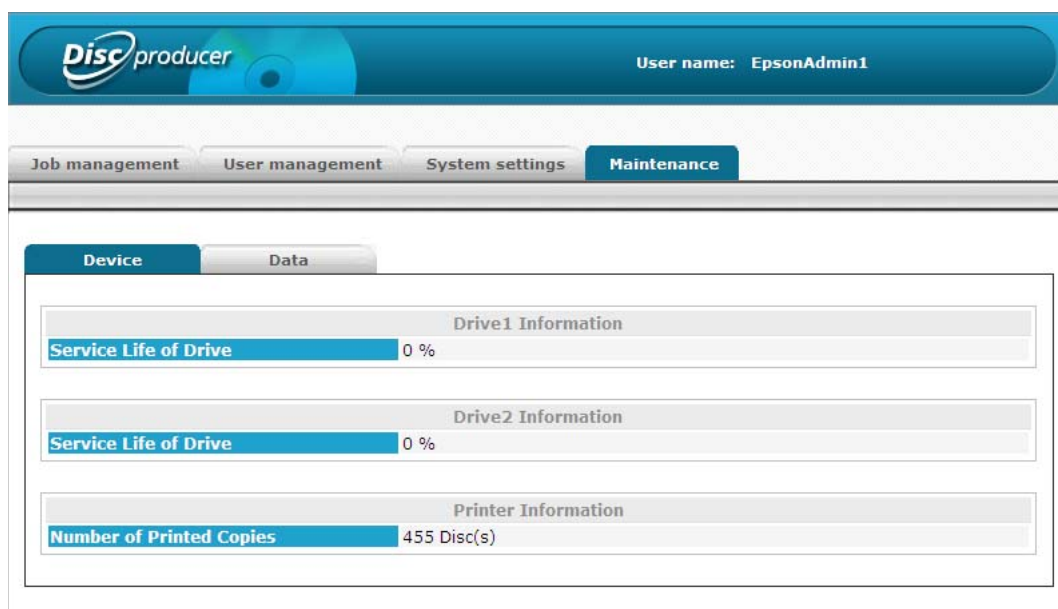 Disc producer
User name: EpsonAdmin1
Job management User management System settings Maintenance
Device Data
Drive1 Information
Service Life of Drive 0 %
Drive2 Information
Service Life of Drive 0 %
Printer Information
Number of Printed Copies 455 Disc(s)